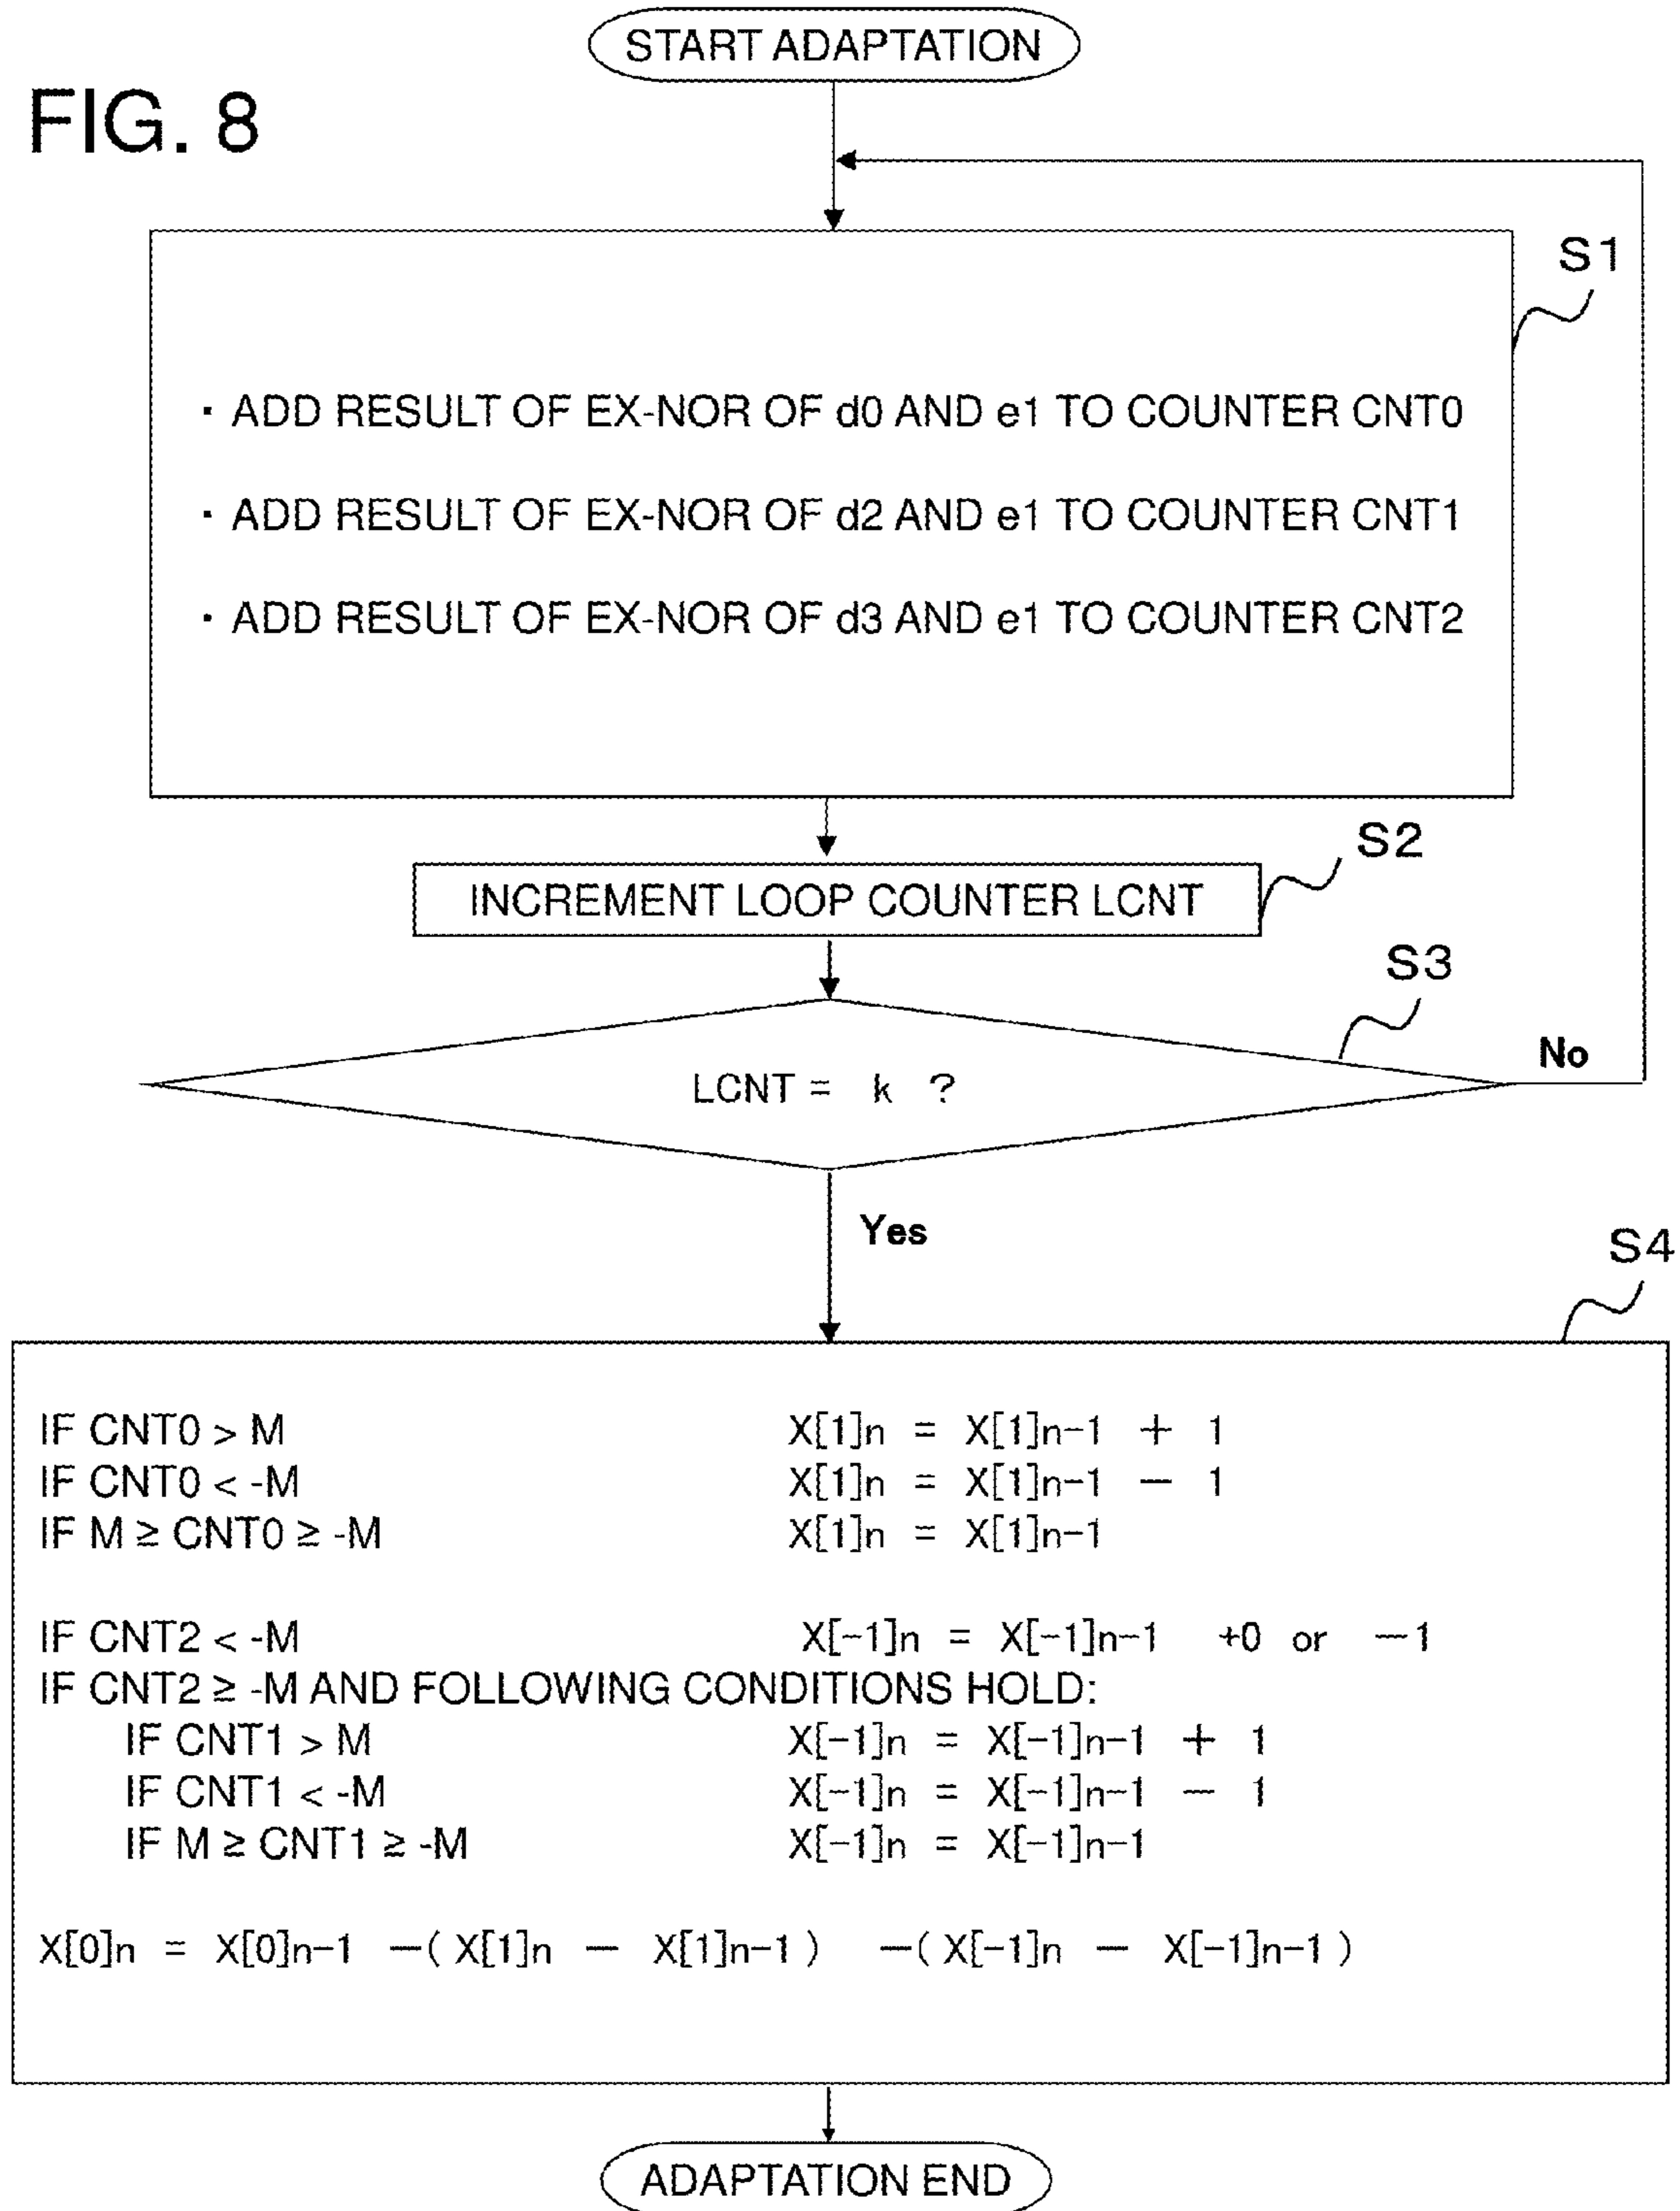 START ADAPTATION
FIG. 8
S1
· ADD RESULT OF EX-NOR OF d0 AND e1 TO COUNTER CNT0
· ADD RESULT OF EX-NOR OF d2 AND e1 TO COUNTER CNT1
· ADD RESULT OF EX-NOR OF d3 AND e1 TO COUNTER CNT2
S2
INCREMENT LOOP COUNTER LCNT
S3
No
LCNT = k ?
Yes
S4
IF CNT0 > M X[1]n = X[1]n-1 + 1
IF CNT0 < -M X[1]n = X[1]n-1 - 1
IF M ≥ CNT0 ≥ -M X[1]n = X[1]n-1
IF CNT2 < -M X[-1]n = X[-1]n-1 +0 or -1
IF CNT2 ≥ -M AND FOLLOWING CONDITIONS HOLD:
IF CNT1 > M X[-1]n = X[-1]n-1 + 1
IF CNT1 < -M X[-1]n = X[-1]n-1 - 1
IF M ≥ CNT1 ≥ -M X[-1]n = X[-1]n-1
X[0]n = X[0]n-1 -( X[1]n - X[1]n-1 ) -( X[-1]n - X[-1]n-1 )
ADAPTATION END